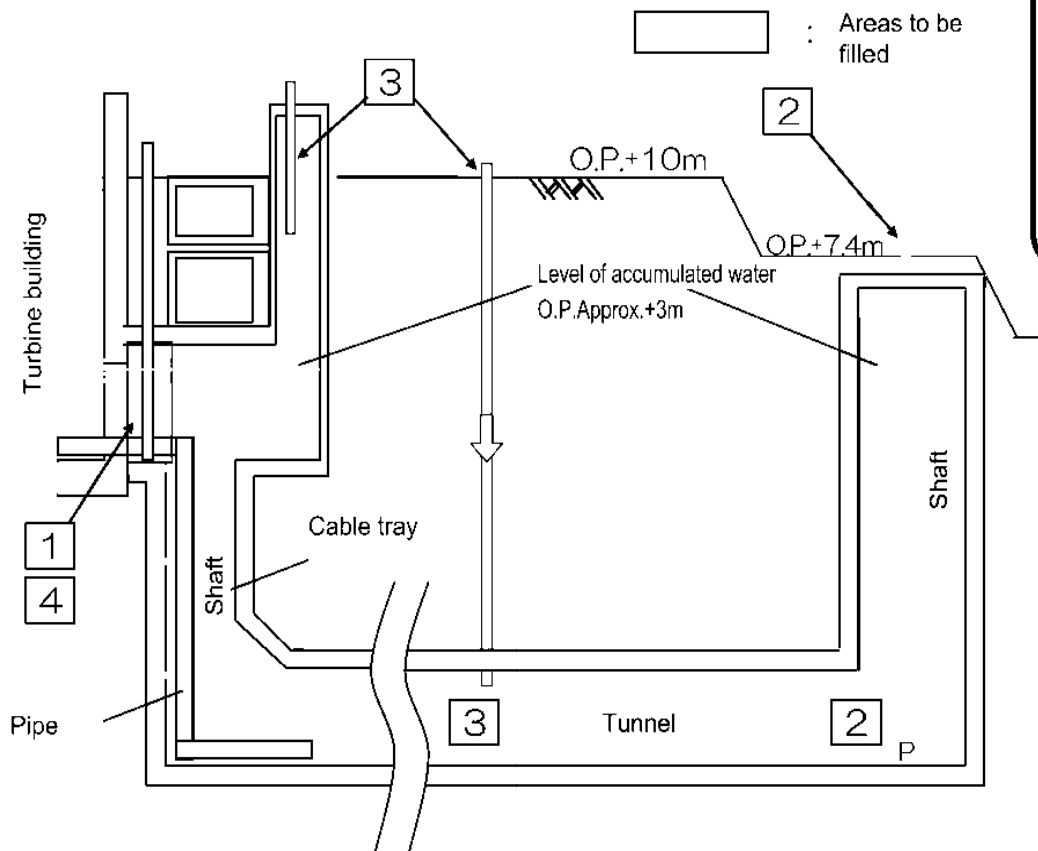 : Areas to be
filled
3
2
O.P.+10m
O.P.+7.4m
Level of accumulated water
O.P.Approx.+3m
Turbine building
1
4
Cable tray
Shaft
Shaft
Pipe
3
Tunnel
2
P